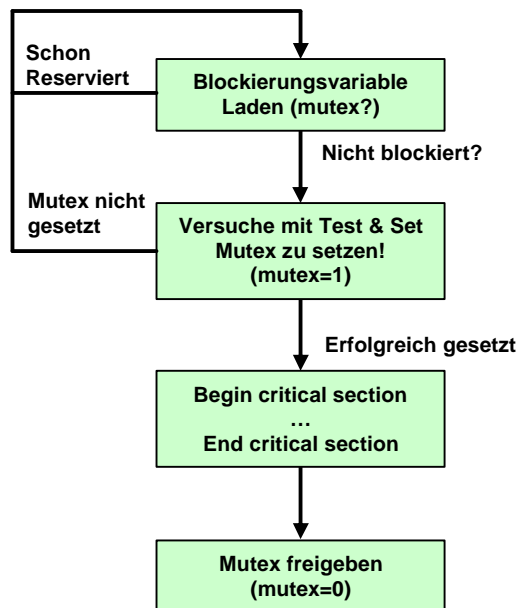 Schon
Reserviert
Blockierungsvariable
Laden (mutex?)
Nicht blockiert?
Mutex nicht
gesetzt
Versuche mit Test & Set
Mutex zu setzen!
(mutex=1)
Erfolgreich gesetzt
Begin critical section
…
End critical section
Mutex freigeben
(mutex=0)